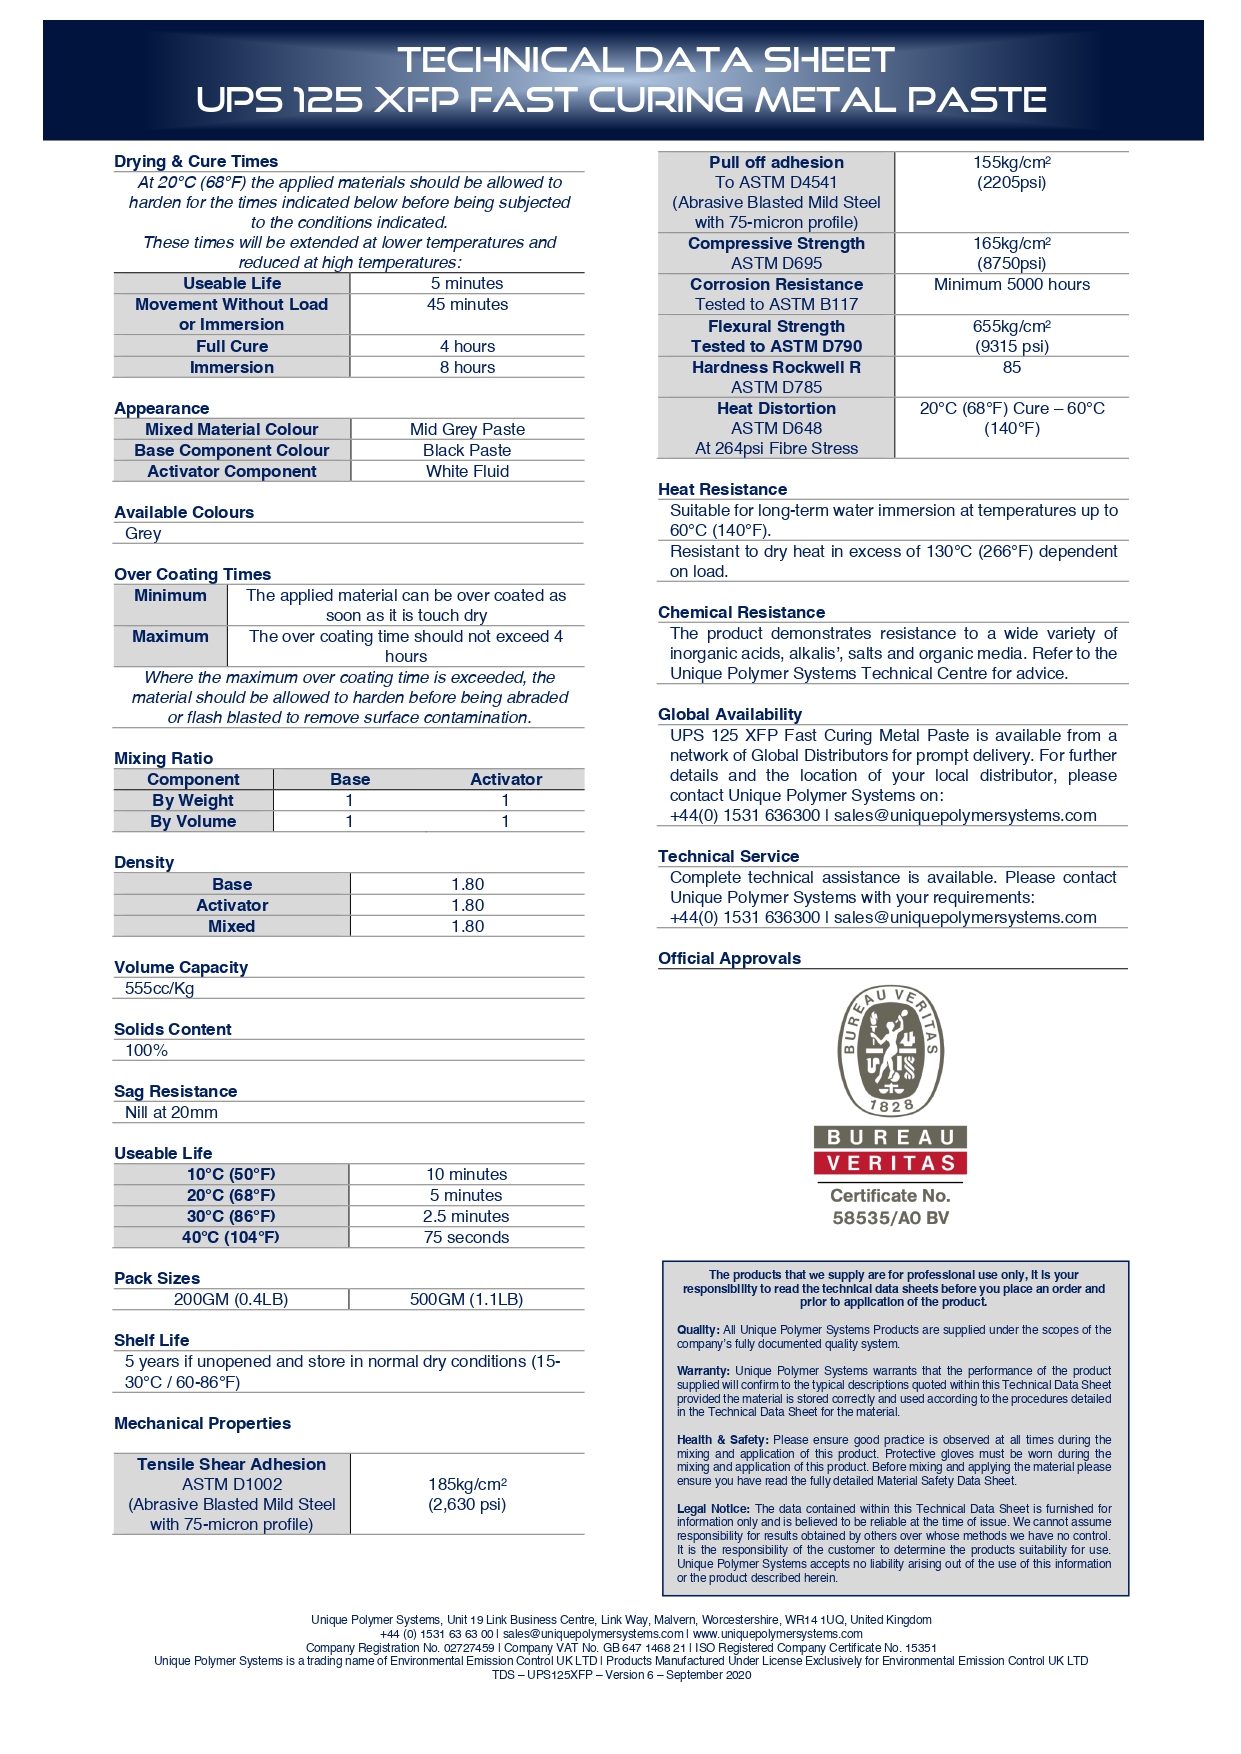 TECHNICAL DATA SHEET
UPS 125 XFP FAST CURING METAL PASTE
Drying & Cure Times
At 20°C (68°F) the applied materials should be allowed to
harden for the times indicated below before being subjected
to the conditions indicated.
These times will be extended at lower temperatures and
reduced at high temperatures:
Useable Life 5 minutes
Movement Without Load 45 minutes
or Immersion
Full Cure 4 hours
Immersion 8 hours
Appearance
Mixed Material Colour Mid Grey Paste
Base Component Colour Black Paste
Activator Component White Fluid
Available Colours
Grey
Over Coating Times
Minimum The applied material can be over coated as
soon as it is touch dry
Maximum The over coating time should not exceed 4
hours
Where the maximum over coating time is exceeded, the
material should be allowed to harden before being abraded
or flash blasted to remove surface contamination.
Mixing Ratio
Component Base Activator
By Weight 1 1
By Volume 1 1
Density
Base 1.80
Activator 1.80
Mixed 1.80
Volume Capacity
555cc/Kg
Solids Content
100%
Sag Resistance
Nill at 20mm
Useable Life
10°C (50°F) 10 minutes
20°C (68°F) 5 minutes
30°C (86°F) 2.5 minutes
40°C (104°F) 75 seconds
Pack Sizes
200GM (0.4LB) 500GM (1.1LB)
Shelf Life
5 years if unopened and store in normal dry conditions (15-
30°C / 60-86°F)
Mechanical Properties
Tensile Shear Adhesion
ASTM D1002 185kg/cm²
(Abrasive Blasted Mild Steel (2,630 psi)
with 75-micron profile)
Pull off adhesion 155kg/cm²
To ASTM D4541 (2205psi)
(Abrasive Blasted Mild Steel
with 75-micron profile)
Compressive Strength 165kg/cm²
ASTM D695 (8750psi)
Corrosion Resistance Minimum 5000 hours
Tested to ASTM B117
Flexural Strength 655kg/cm²
Tested to ASTM D790 (9315 psi)
Hardness Rockwell R 85
ASTM D785
Heat Distortion 20°C (68°F) Cure – 60°C
ASTM D648 (140°F)
At 264psi Fibre Stress
Heat Resistance
Suitable for long-term water immersion at temperatures up to
60°C (140°F).
Resistant to dry heat in excess of 130°C (266°F) dependent
on load.
Chemical Resistance
The product demonstrates resistance to a wide variety of
inorganic acids, alkalis’, salts and organic media. Refer to the
Unique Polymer Systems Technical Centre for advice.
Global Availability
UPS 125 XFP Fast Curing Metal Paste is available from a
network of Global Distributors for prompt delivery. For further
details and the location of your local distributor, please
contact Unique Polymer Systems on:
+44(0) 1531 636300 | sales@uniquepolymersystems.com
Technical Service
Complete technical assistance is available. Please contact
Unique Polymer Systems with your requirements:
+44(0) 1531 636300 | sales@uniquepolymersystems.com
Official Approvals
BUREAU VERITAS
1828
BUREAU
VERITAS
Certificate No.
58535/A0 BV
The products that we supply are for professional use only, it is your
responsibility to read the technical data sheets before you place an order and
prior to application of the product.
Quality: All Unique Polymer Systems Products are supplied under the scopes of the
company’s fully documented quality system.
Warranty: Unique Polymer Systems warrants that the performance of the product
supplied will confirm to the typical descriptions quoted within this Technical Data Sheet
provided the material is stored correctly and used according to the procedures detailed
in the Technical Data Sheet for the material.
Health & Safety: Please ensure good practice is observed at all times during the
mixing and application of this product. Protective gloves must be worn during the
mixing and application of this product. Before mixing and applying the material please
ensure you have read the fully detailed Material Safety Data Sheet.
Legal Notice: The data contained within this Technical Data Sheet is furnished for
information only and is believed to be reliable at the time of issue. We cannot assume
responsibility for results obtained by others over whose methods we have no control.
It is the responsibility of the customer to determine the products suitability for use.
Unique Polymer Systems accepts no liability arising out of the use of this information
or the product described herein.
Unique Polymer Systems, Unit 19 Link Business Centre, Link Way, Malvern, Worcestershire, WR14 1UQ, United Kingdom
+44 (0) 1531 63 63 00 | sales@uniquepolymersystems.com | www.uniquepolymersystems.com
Company Registration No. 02727459 | Company VAT No. GB 647 1468 21 | ISO Registered Company Certificate No. 15351
Unique Polymer Systems is a trading name of Environmental Emission Control UK LTD | Products Manufactured Under License Exclusively for Environmental Emission Control UK LTD
TDS – UPS125XFP – Version 6 – September 2020